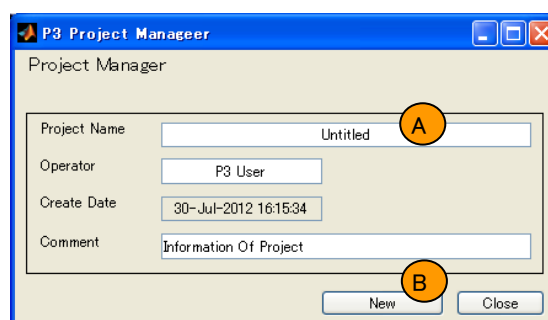 P3 Project Manageer
Project Manager
Project Name Untitled A
Operator P3 User
Create Date 30-Jul-2012 16:15:34
Comment Information Of Project
B
New Close